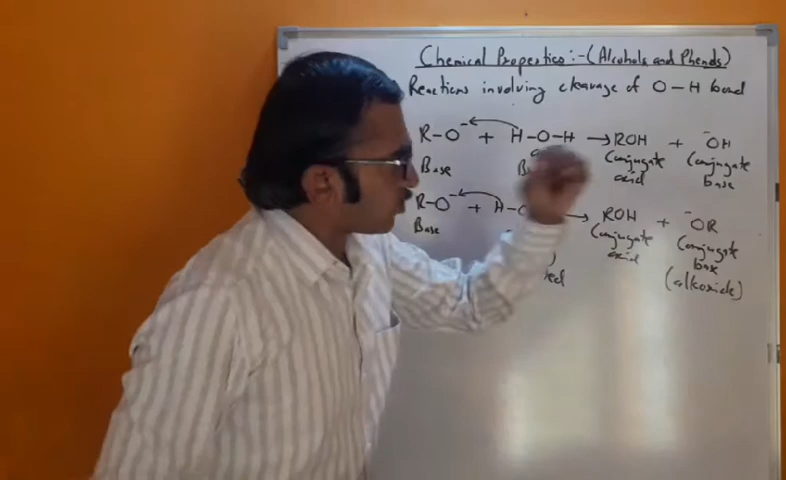 Chemical Properties:-(Alcohols and Phenols)
Reactions involving cleavage of O-H bond
R-O⁻ + H-O-H → ROH + ⁻OH
Base Conjugate acid Conjugate base
R-O⁻ + H-O → ROH + ⁻OR
Base Conjugate acid Conjugate base (alkoxide)